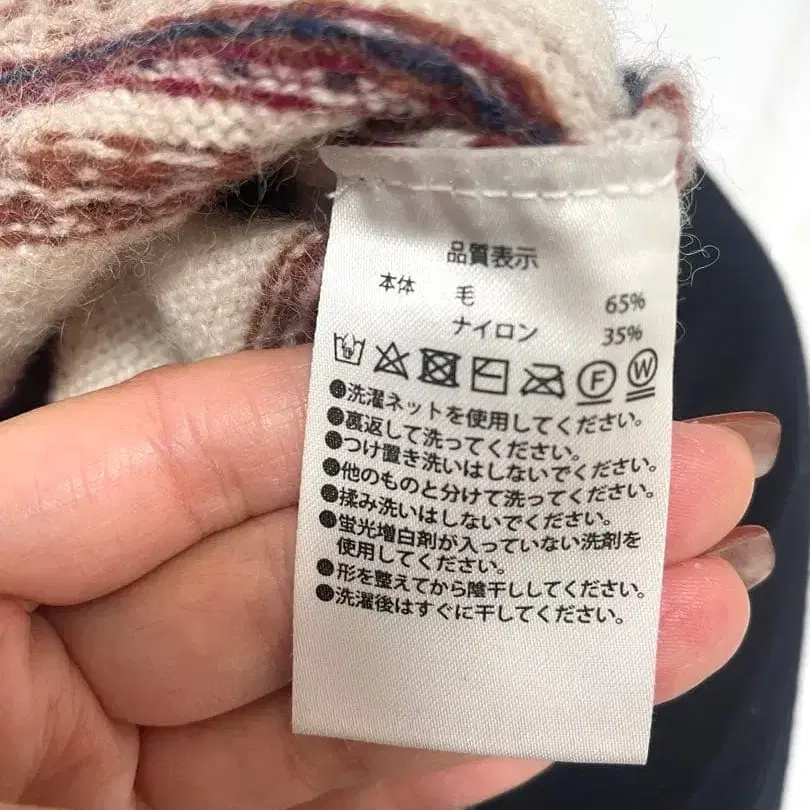 品質表示
本体 毛 65%
ナイロン 35%
F W
●洗濯ネットを使用してください。
●裏返して洗ってください。
●つけ置き洗いはしないでください。
●他のものと分けて洗ってください。
●揉み洗いはしないでください。
●蛍光増白剤が入っていない洗剤を
使用してください。
●形を整えてから陰干ししてください。
●洗濯後はすぐに干してください。